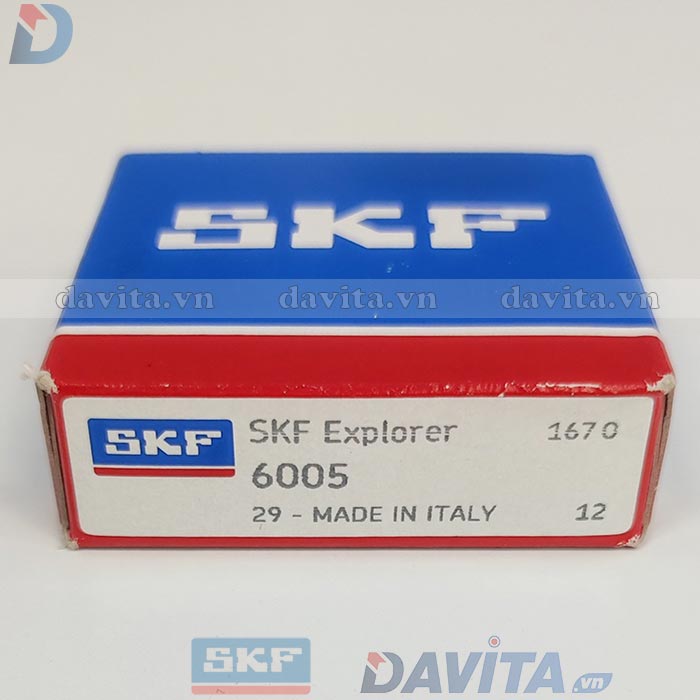 D
SKF
davita.vn davita.vn davita.vn
SKF SKF Explorer 1670
6005
29 - MADE IN ITALY 12
SKF DAVITA.vn